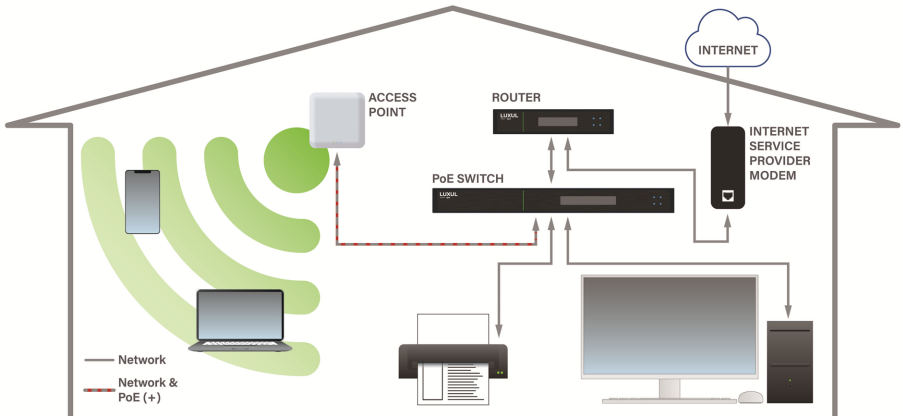 INTERNET
ACCESS
POINT
ROUTER
LUXUL
INTERNET
SERVICE
PROVIDER
MODEM
PoE SWITCH
LUXUL
Network
Network &
PoE (+)